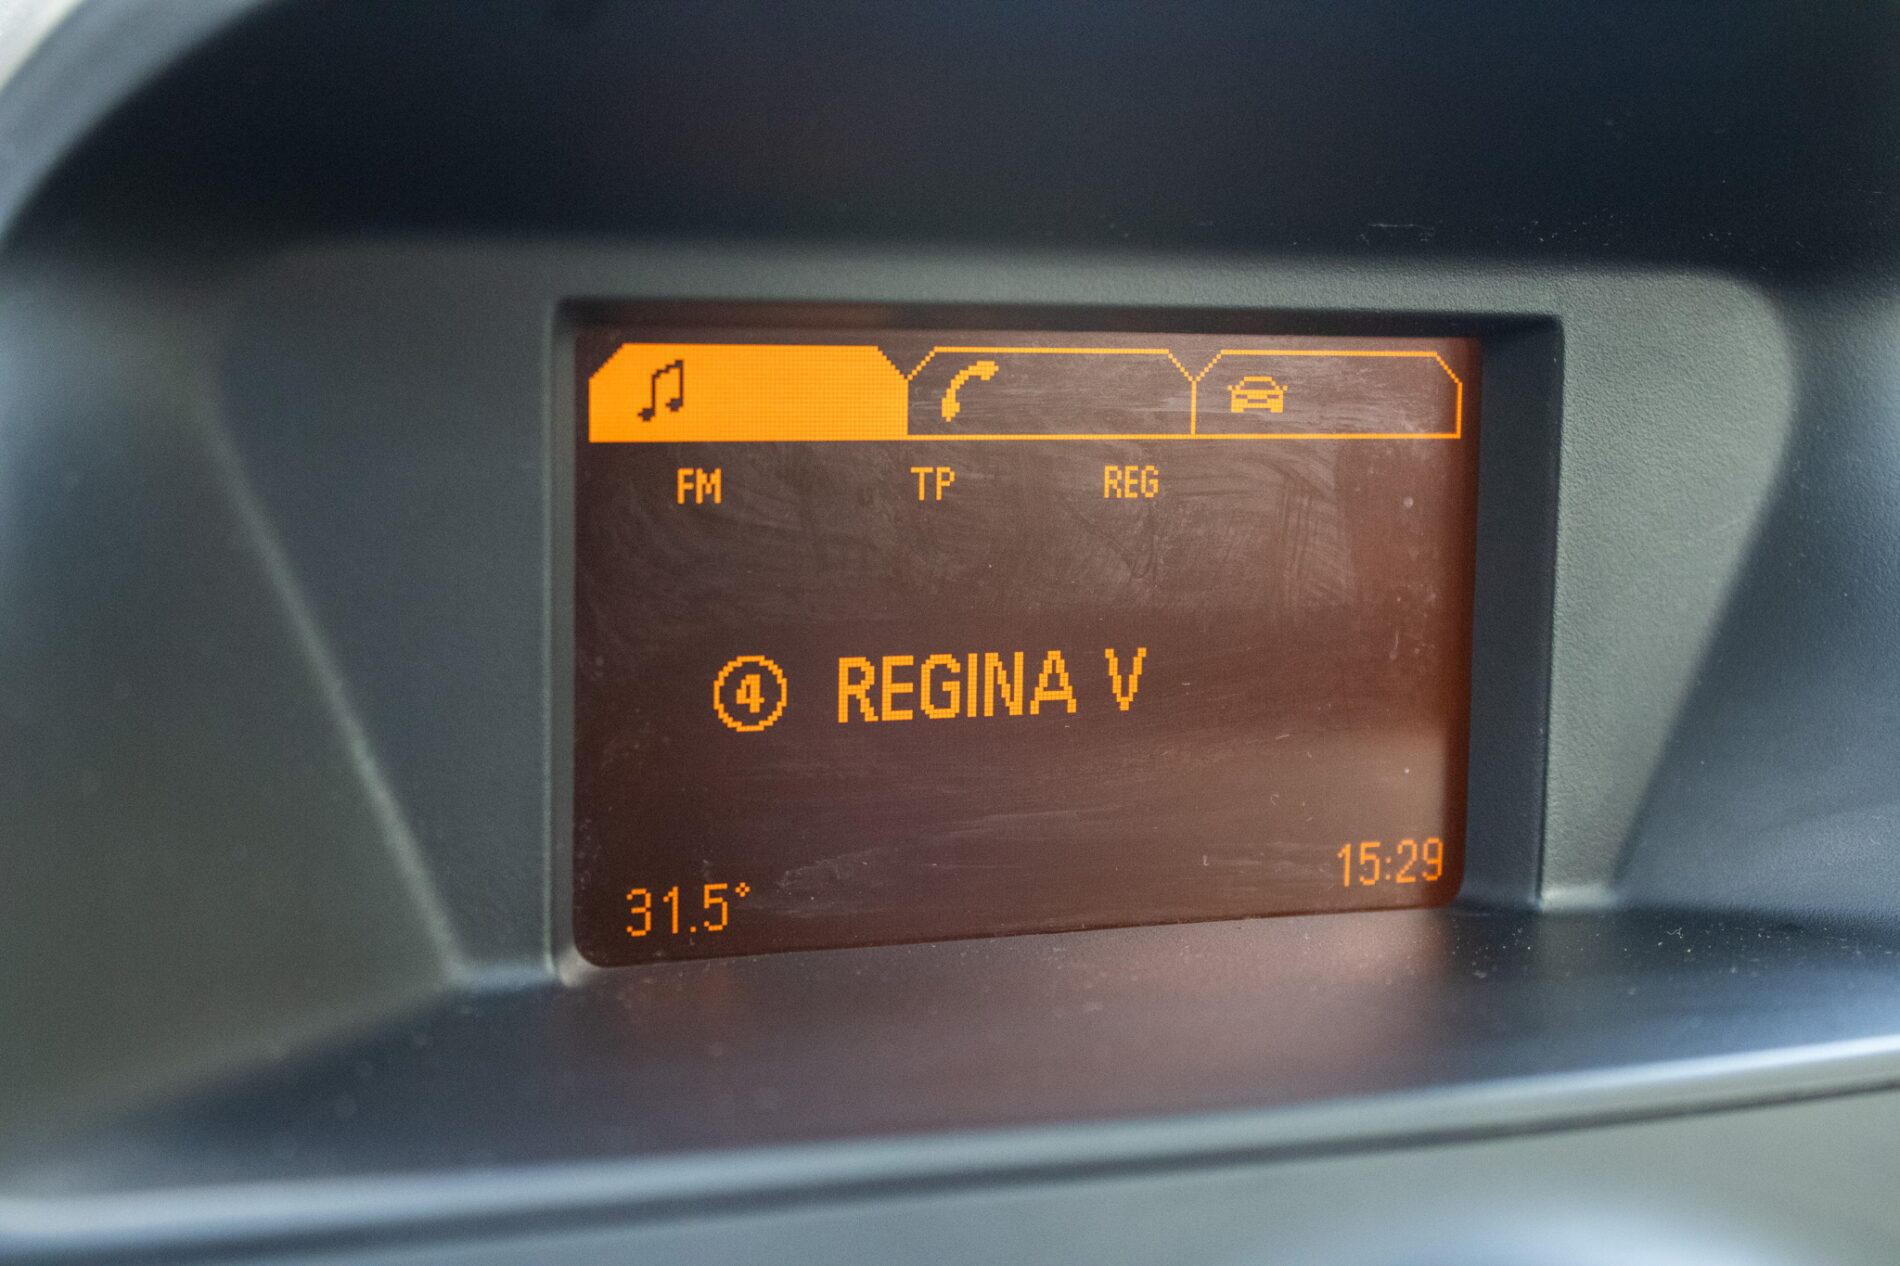 FM TP REG
4 REGINA V
31.5° 15:29